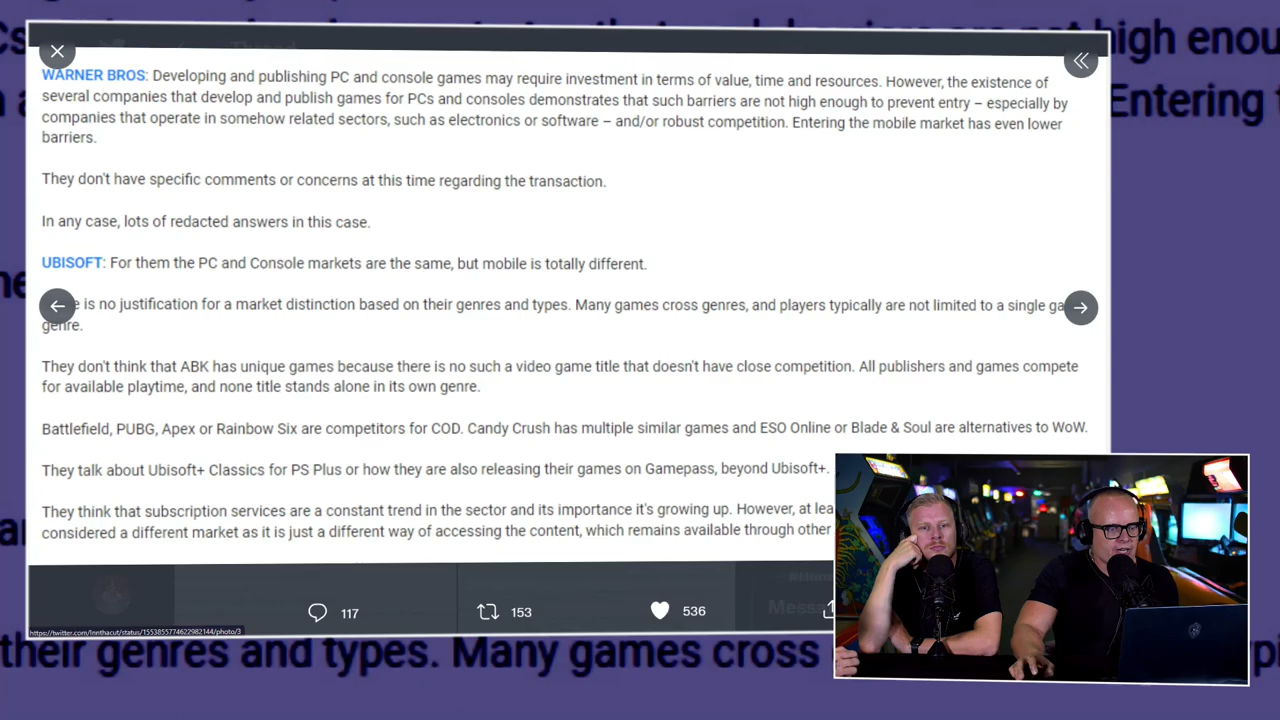 WARNER BROS: Developing and publishing PC and console games may require investment in terms of value, time and resources. However, the existence of
several companies that develop and publish games for PCs and consoles demonstrates that such barriers are not high enough to prevent entry – especially by
companies that operate in somehow related sectors, such as electronics or software – and/or robust competition. Entering the mobile market has even lower
barriers.
They don't have specific comments or concerns at this time regarding the transaction.
In any case, lots of redacted answers in this case.
UBISOFT: For them the PC and Console markets are the same, but mobile is totally different.
is no justification for a market distinction based on their genres and types. Many games cross genres, and players typically are not limited to a single ga
genre.
They don't think that ABK has unique games because there is no such a video game title that doesn't have close competition. All publishers and games compete
for available playtime, and none title stands alone in its own genre.
Battlefield, PUBG, Apex or Rainbow Six are competitors for COD. Candy Crush has multiple similar games and ESO Online or Blade & Soul are alternatives to WoW.
They talk about Ubisoft+ Classics for PS Plus or how they are also releasing their games on Gamepass, beyond Ubisoft+.
They think that subscription services are a constant trend in the sector and its importance it's growing up. However, at lea
considered a different market as it is just a different way of accessing the content, which remains available through other
117 153 536
https://twitter.com/Innthacut/status/1553855774622982144/photo/3
high enou
Entering t
their genres and types. Many games cross